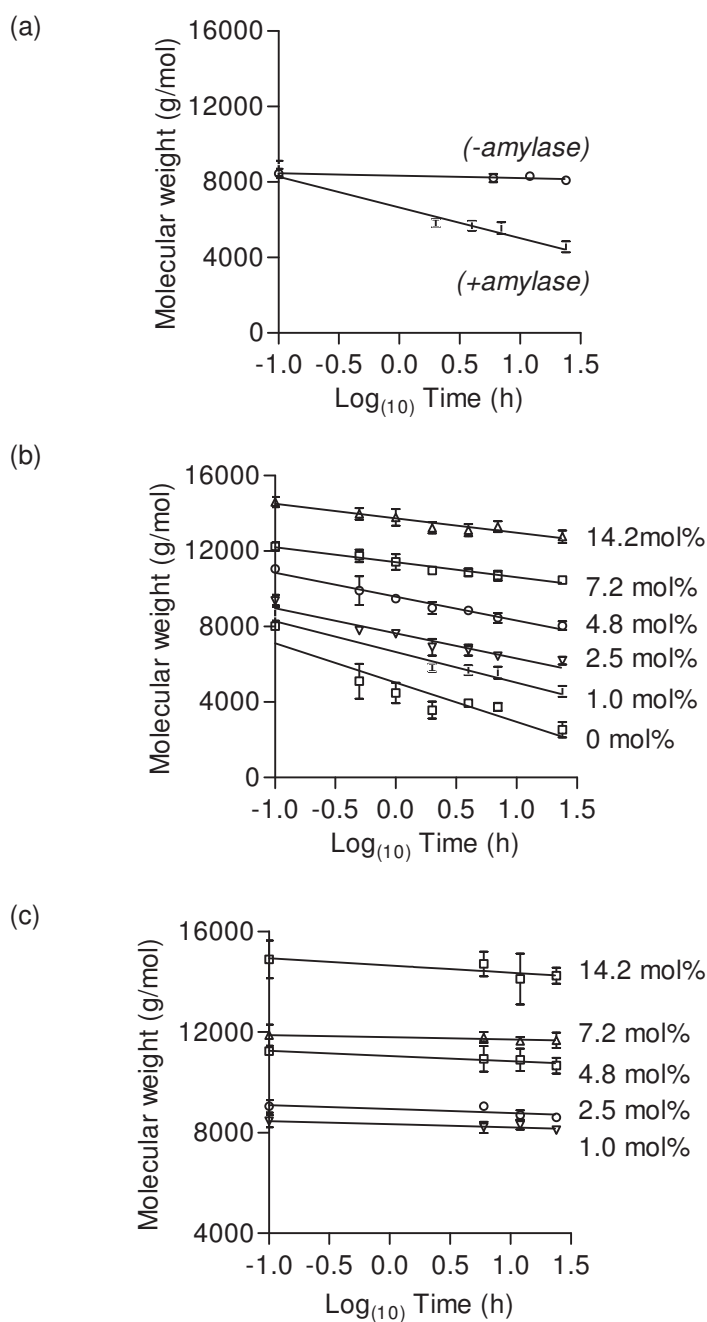 (a)
16000
12000
8000
4000
0
Molecular weight (g/mol)
(-amylase)
(+amylase)
-1.0 -0.5 0.0 0.5 1.0 1.5
Log(10) Time (h)
(b)
16000
12000
8000
4000
0
Molecular weight (g/mol)
14.2mol%
7.2 mol%
4.8 mol%
2.5 mol%
1.0 mol%
0 mol%
-1.0 -0.5 0.0 0.5 1.0 1.5
Log(10) Time (h)
(c)
16000
12000
8000
4000
Molecular weight (g/mol)
14.2 mol%
7.2 mol%
4.8 mol%
2.5 mol%
1.0 mol%
-1.0 -0.5 0.0 0.5 1.0 1.5
Log(10) Time (h)